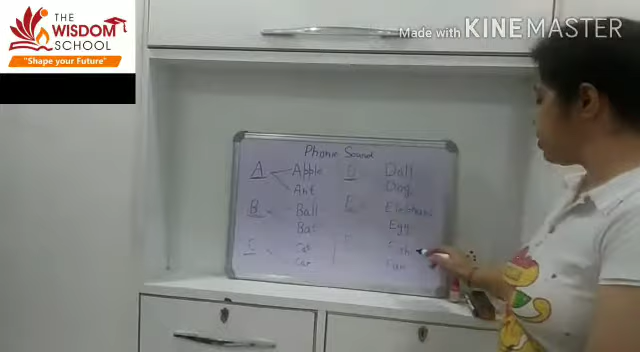 THE
WISDOM
SCHOOL
"Shape your Future"
Made with KINEMASTER
Phonic Sound
A Apple D Doll
Ant Dog
B Ball E Elephant
Bat Egg
C Cat F Fish
Car Fan